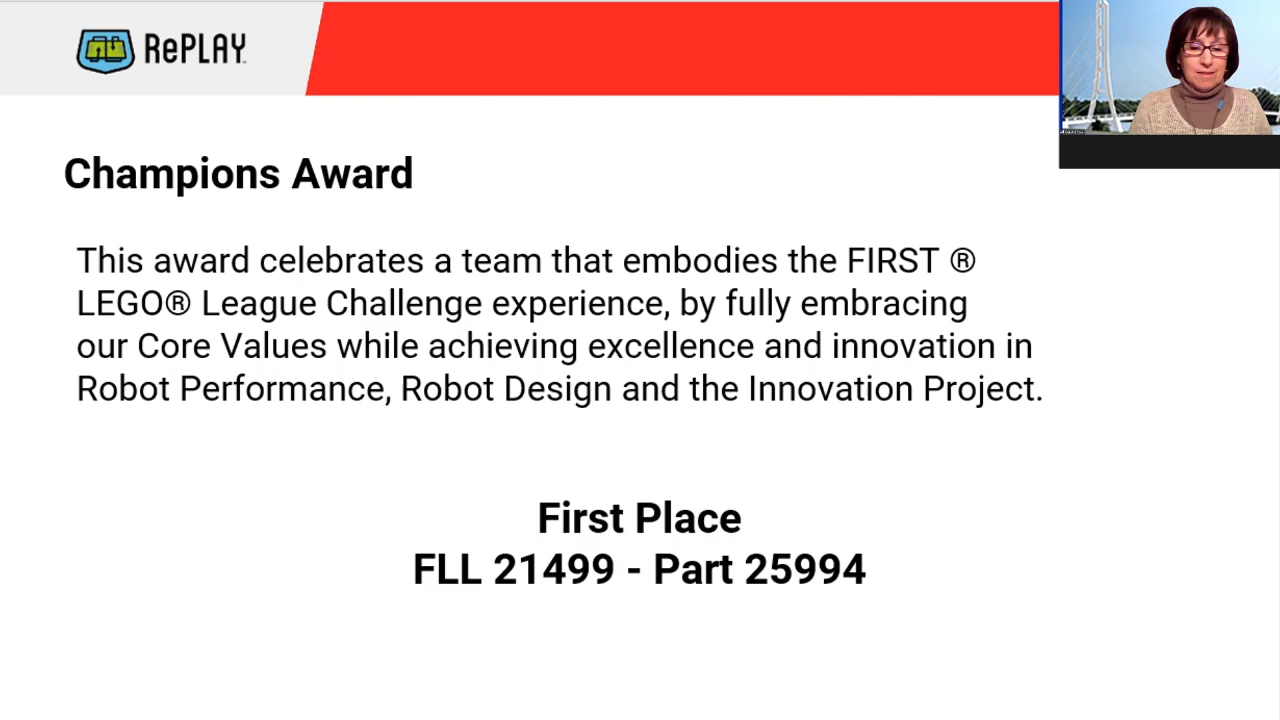 RePLAY
Champions Award
This award celebrates a team that embodies the FIRST ®
LEGO® League Challenge experience, by fully embracing
our Core Values while achieving excellence and innovation in
Robot Performance, Robot Design and the Innovation Project.
First Place
FLL 21499 - Part 25994